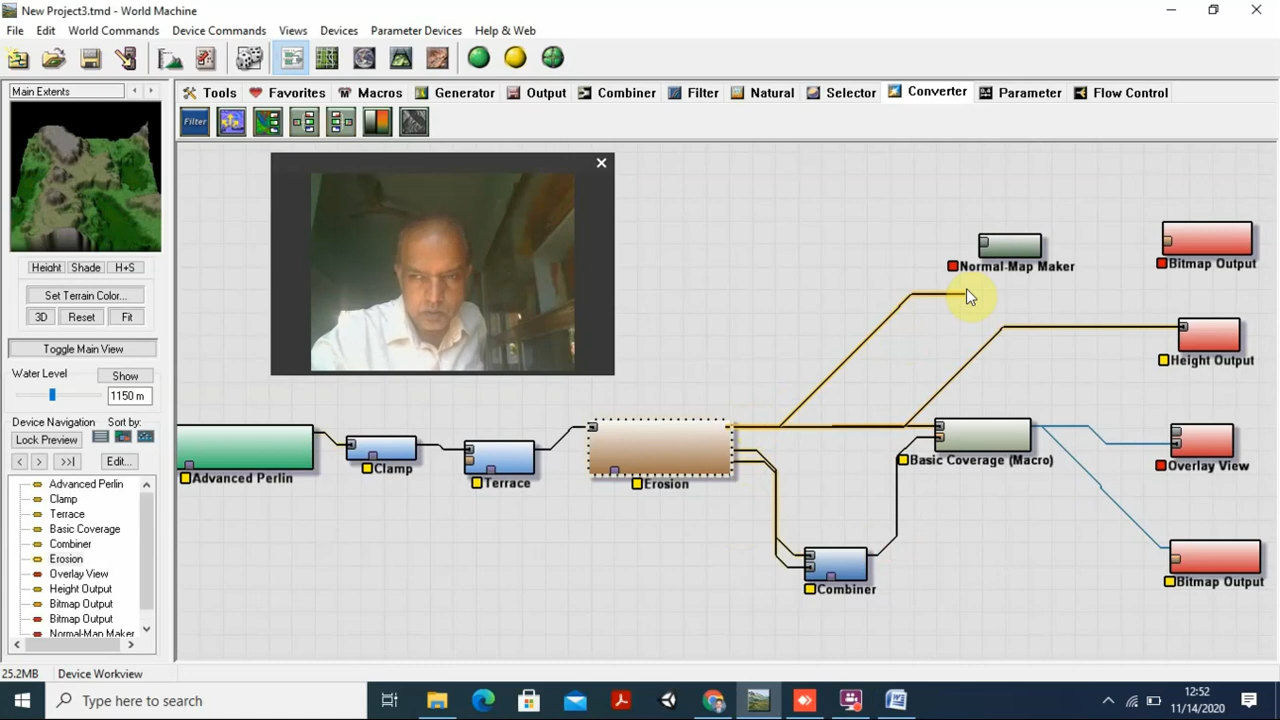 New Project3.tmd - World Machine
File Edit World Commands Device Commands Views Devices Parameter Devices Help & Web
Main Extents
Tools Favorites Macros Generator Output Combiner Filter Natural Selector Converter Parameter Flow Control
Filter
Height Shade H+S
Set Terrain Color...
3D Reset Fit
Toggle Main View
Water Level Show
1150 m
Device Navigation Sort by:
Lock Preview
Edit...
Advanced Perlin
Clamp
Terrace
Basic Coverage
Combiner
Erosion
Overlay View
Height Output
Bitmap Output
Bitmap Output
Normal-Map Maker
Normal-Map Maker
Bitmap Output
Height Output
Advanced Perlin
Clamp
Terrace
Erosion
Basic Coverage (Macro)
Overlay View
Combiner
Bitmap Output
25.2MB Device Workview
Type here to search
12:52
11/14/2020